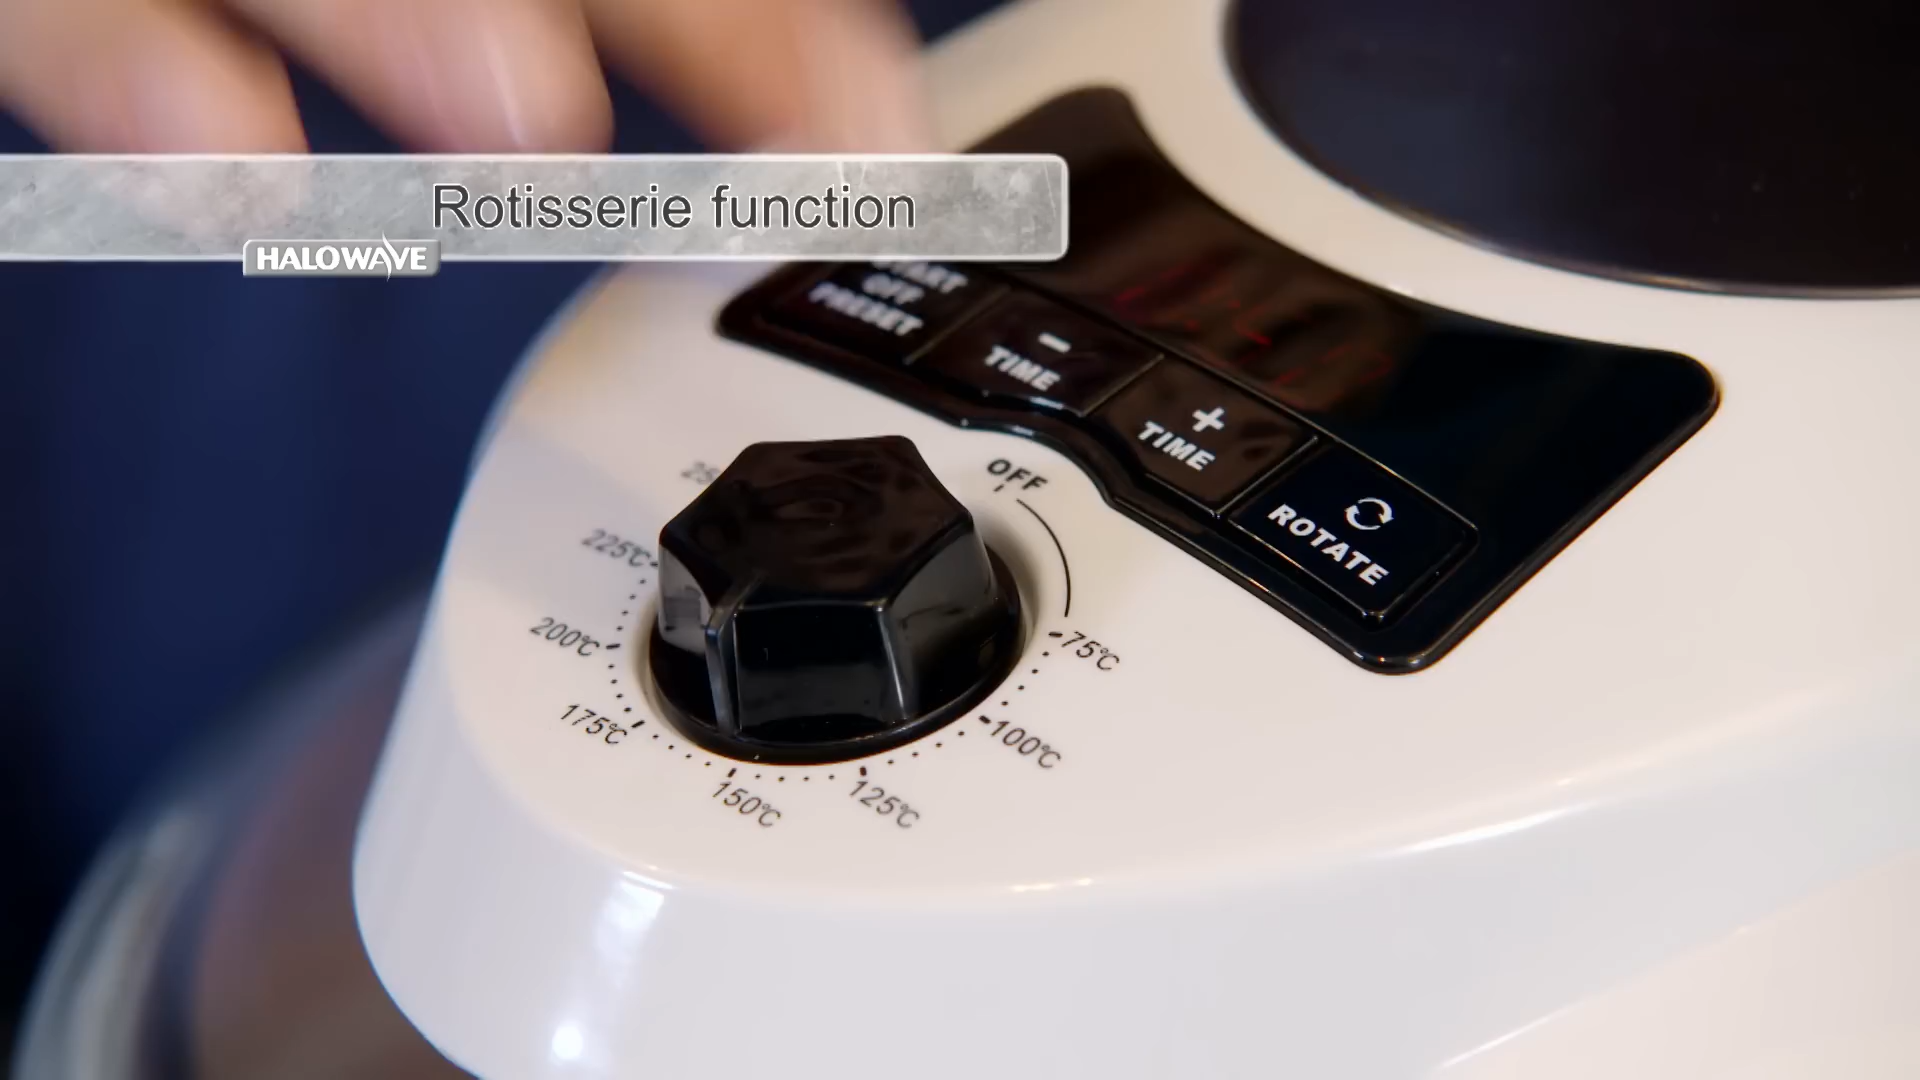 Rotisserie function
HALOWAVE
START
OFF
PRESET
−
TIME
+
TIME
ROTATE
OFF
225℃
200℃
175℃
150℃
125℃
100℃
75℃